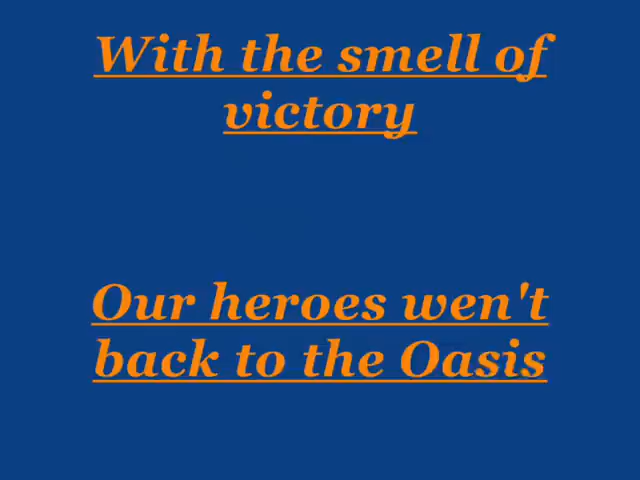 With the smell of
victory
Our heroes wen't
back to the Oasis